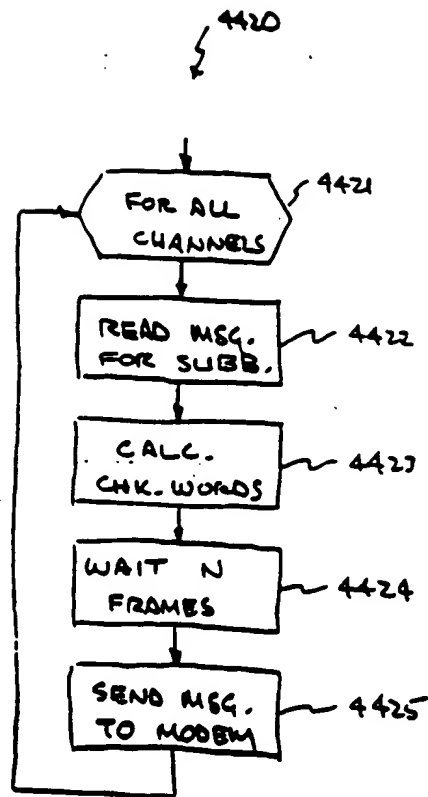 4420
FOR ALL
CHANNELS
4421
READ MSG.
FOR SUBB.
4422
CALC.
CHK. WORDS
4423
WAIT N
FRAMES
4424
SEND MSG.
TO MODEM
4425